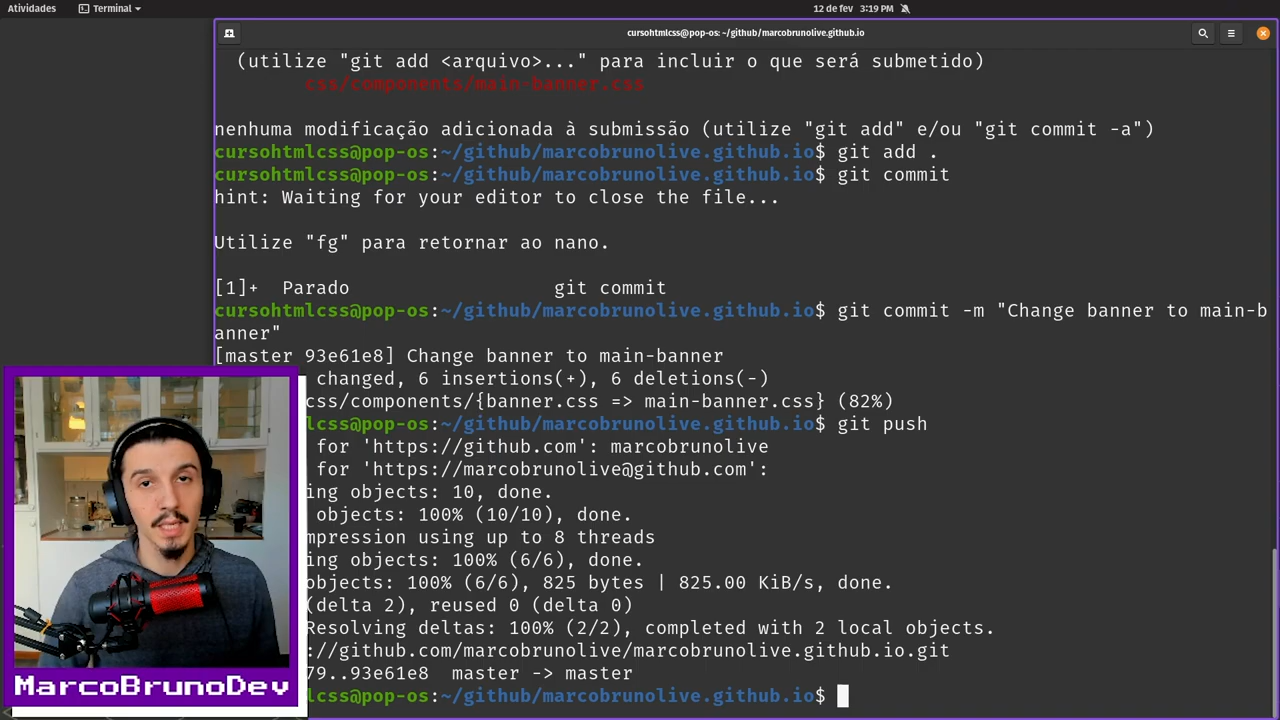 Atividades
Terminal
12 de fev 3:19 PM
cursohtmlcss@pop-os: ~/github/marcobrunolive.github.io
(utilize "git add <arquivo>..." para incluir o que será submetido)
css/components/main-banner.css
nenhuma modificação adicionada à submissão (utilize "git add" e/ou "git commit -a")
cursohtmlcss@pop-os:~/github/marcobrunolive.github.io$ git add .
cursohtmlcss@pop-os:~/github/marcobrunolive.github.io$ git commit
hint: Waiting for your editor to close the file...
Utilize "fg" para retornar ao nano.
[1]+ Parado git commit
cursohtmlcss@pop-os:~/github/marcobrunolive.github.io$ git commit -m "Change banner to main-b
anner"
[master 93e61e8] Change banner to main-banner
changed, 6 insertions(+), 6 deletions(-)
css/components/{banner.css => main-banner.css} (82%)
lcss@pop-os:~/github/marcobrunolive.github.io$ git push
for 'https://github.com': marcobrunolive
for 'https://marcobrunolive@github.com':
ing objects: 10, done.
objects: 100% (10/10), done.
mpression using up to 8 threads
ing objects: 100% (6/6), done.
objects: 100% (6/6), 825 bytes | 825.00 KiB/s, done.
(delta 2), reused 0 (delta 0)
Resolving deltas: 100% (2/2), completed with 2 local objects.
://github.com/marcobrunolive/marcobrunolive.github.io.git
79..93e61e8 master -> master
lcss@pop-os:~/github/marcobrunolive.github.io$
MarcoBrunoDev